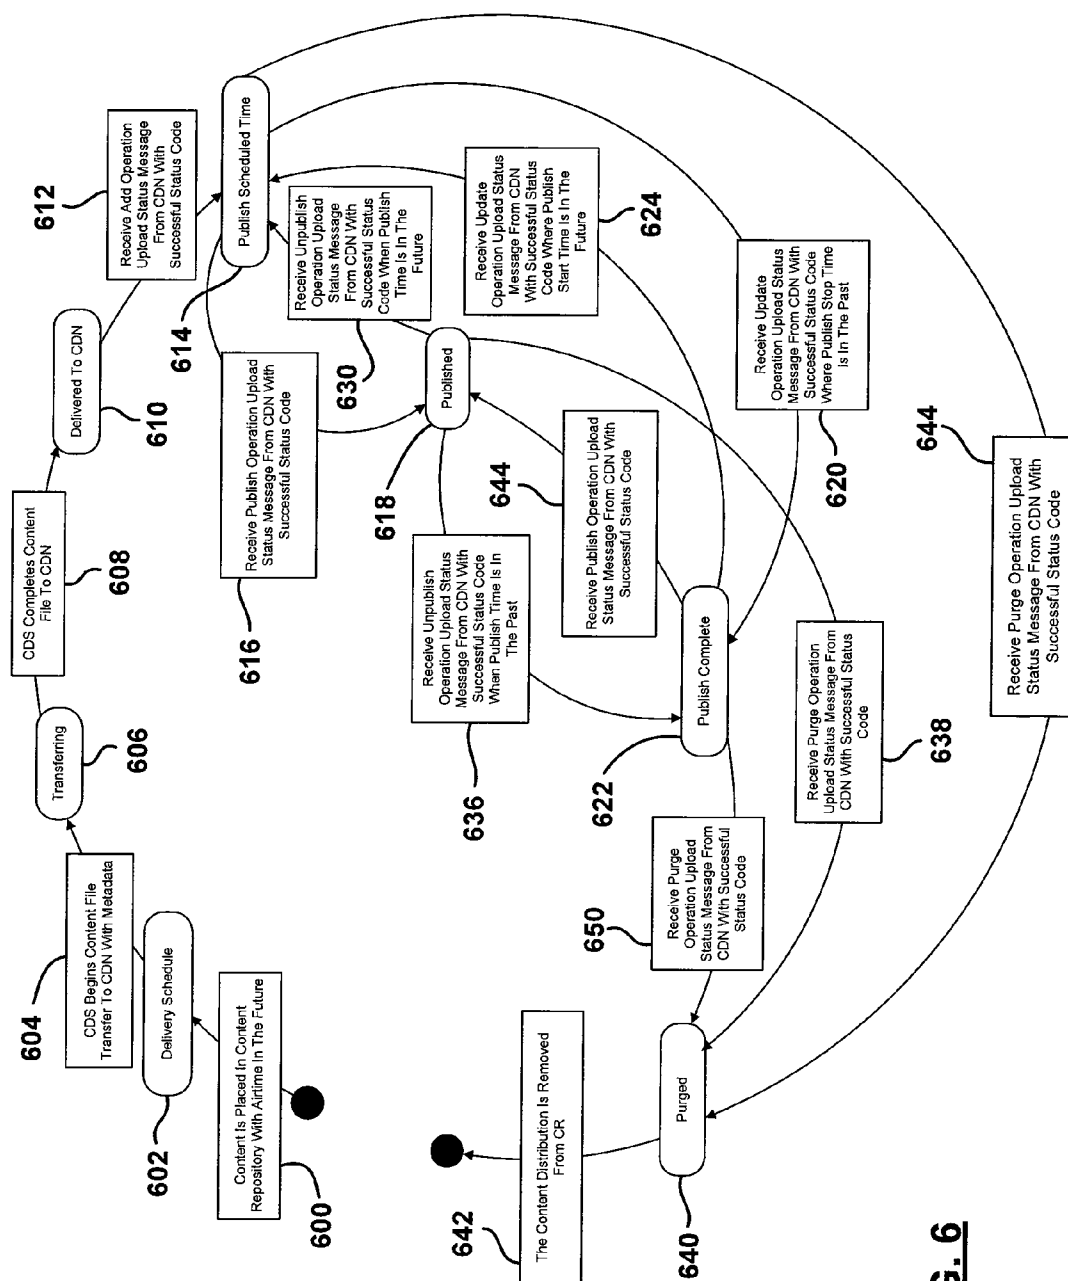 600
Content Is Placed In Content
Repository With Airtime In The Future
602
Delivery Schedule
604
CDS Begins Content File
Transfer To CDN With Metadata
Transferring
606
CDS Completes Content
File To CDN
608
Delivered To CDN
610
612
Receive Add Operation
Upload Status Message
From CDN With
Successful Status Code
614
Publish Scheduled Time
616
Receive Publish Operation Upload
Status Message From CDN With
Successful Status Code
618
Published
630
Receive Unpublish
Operation Upload
Status Message
From CDN With
Successful Status
Code When Publish
Time Is In The
Future
624
Receive Update
Operation Upload Status
Message From CDN
With Successful Status
Code Where Publish
Start Time Is In The
Future
620
Receive Update
Operation Upload Status
Message From CDN With
Successful Status Code
Where Publish Stop Time
Is In The Past
644
Receive Publish Operation Upload
Status Message From CDN With
Successful Status Code
636
Receive Unpublish
Operation Upload Status
Message From CDN With
Successful Status Code
When Publish Time Is In
The Past
622
Publish Complete
650
Receive Purge
Operation Upload
Status Message From
CDN With Successful
Status Code
638
Receive Purge Operation
Upload Status Message From
CDN With Successful Status
Code
644
Receive Purge Operation Upload
Status Message From CDN With
Successful Status Code
640
Purged
642
The Content Distribution Is Removed
From CR
G. 6